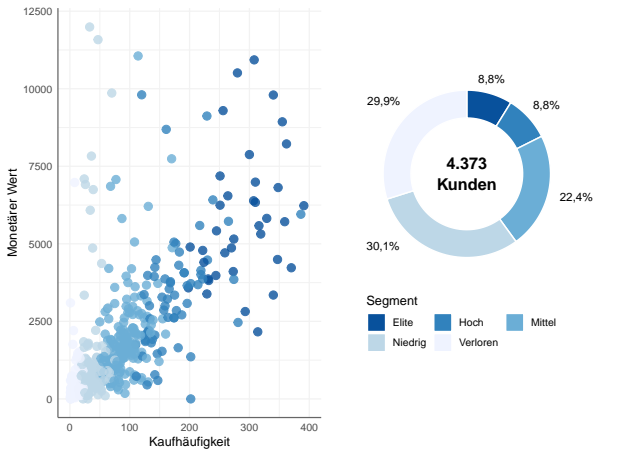 12500
10000
7500
5000
2500
0
Monetärer Wert
0
100
200
300
400
Kaufhäufigkeit
8,8%
8,8%
22,4%
30,1%
29,9%
4.373
Kunden
Segment
Elite
Hoch
Mittel
Niedrig
Verloren